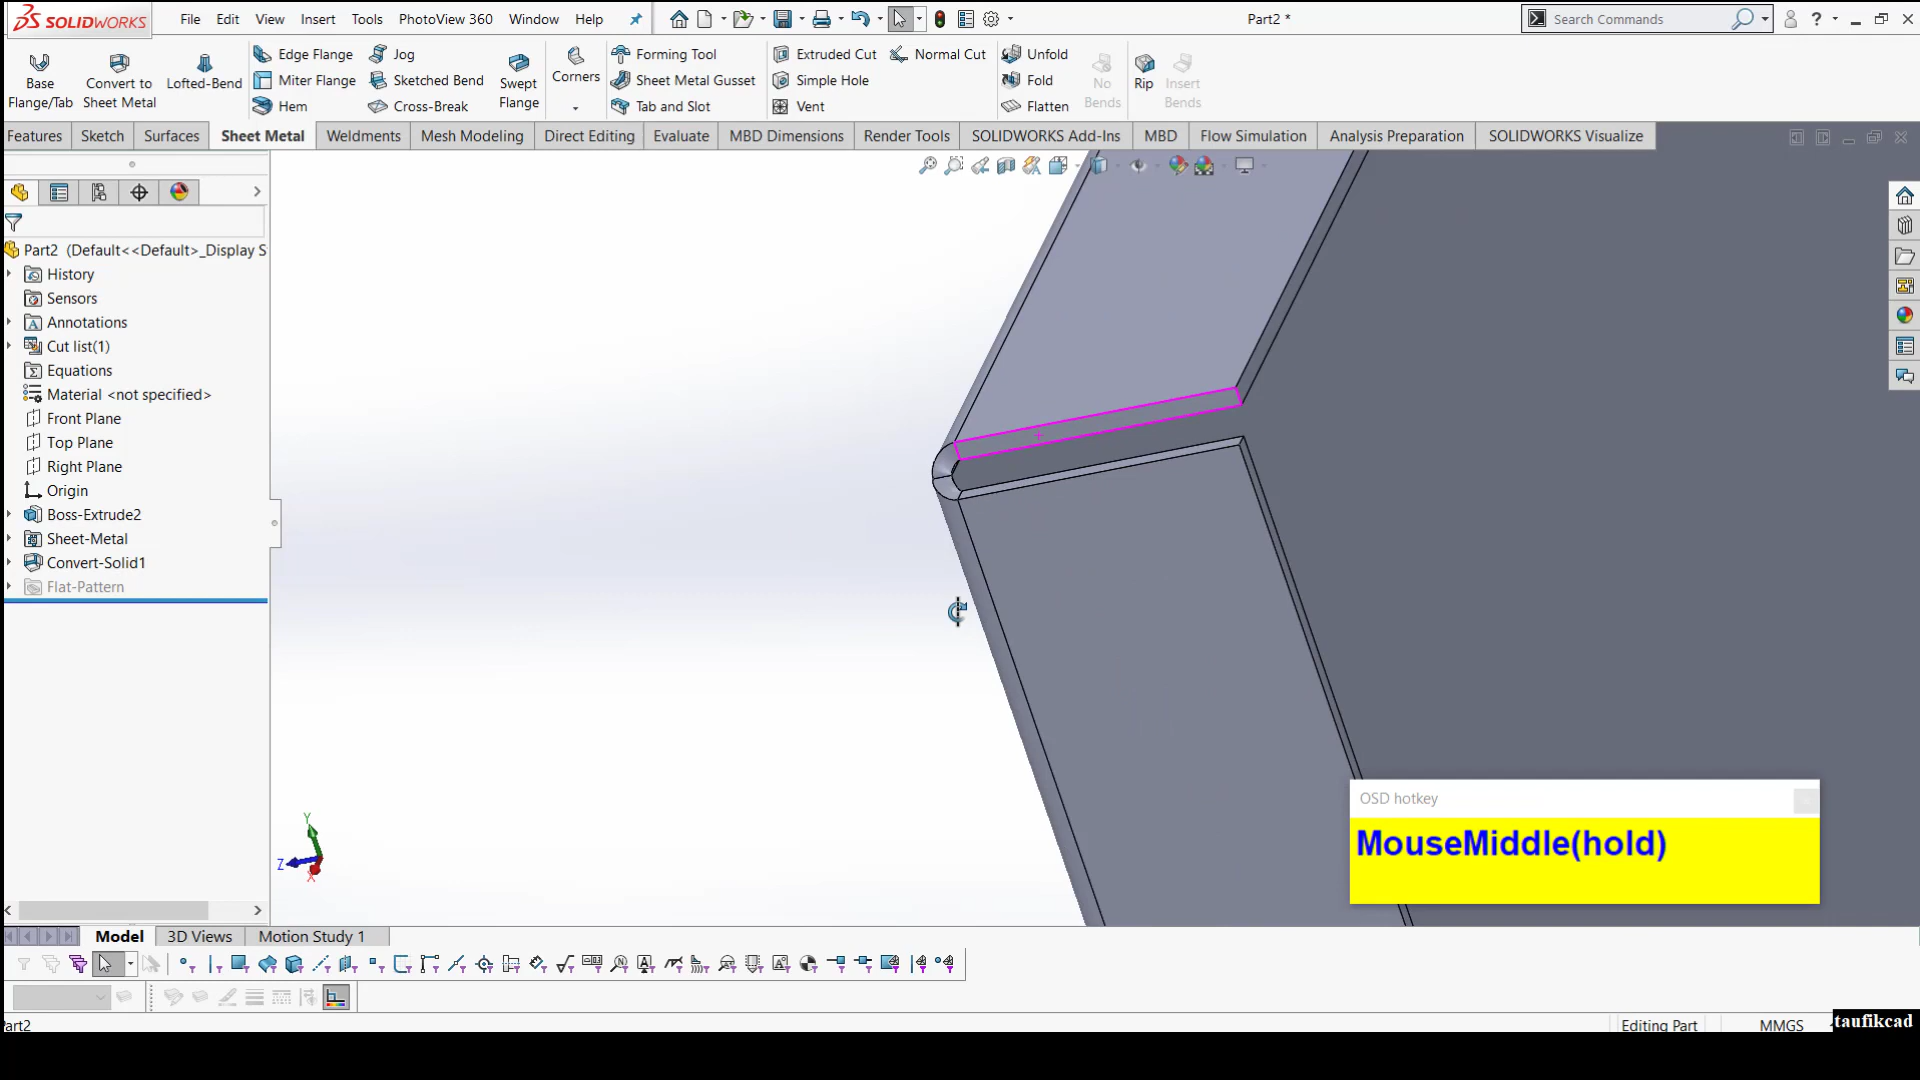 SOLIDWORKS
File Edit View Insert Tools PhotoView 360 Window Help
Part2 *
Search Commands
Base Flange/Tab
Convert to Sheet Metal
Lofted-Bend
Edge Flange
Miter Flange
Hem
Jog
Sketched Bend
Cross-Break
Swept Flange
Corners
Forming Tool
Sheet Metal Gusset
Tab and Slot
Extruded Cut
Simple Hole
Vent
Normal Cut
Unfold
Fold
Flatten
No Bends
Rip
Insert Bends
Features Sketch Surfaces Sheet Metal Weldments Mesh Modeling Direct Editing Evaluate MBD Dimensions Render Tools SOLIDWORKS Add-Ins MBD Flow Simulation Analysis Preparation SOLIDWORKS Visualize
Part2 (Default<<Default>_Display S
History
Sensors
Annotations
Cut list(1)
Equations
Material <not specified>
Front Plane
Top Plane
Right Plane
Origin
Boss-Extrude2
Sheet-Metal
Convert-Solid1
Flat-Pattern
Y
Z
X
OSD hotkey
MouseMiddle(hold)
Model 3D Views Motion Study 1
Part2
Editing Part
MMGS
taufikcad